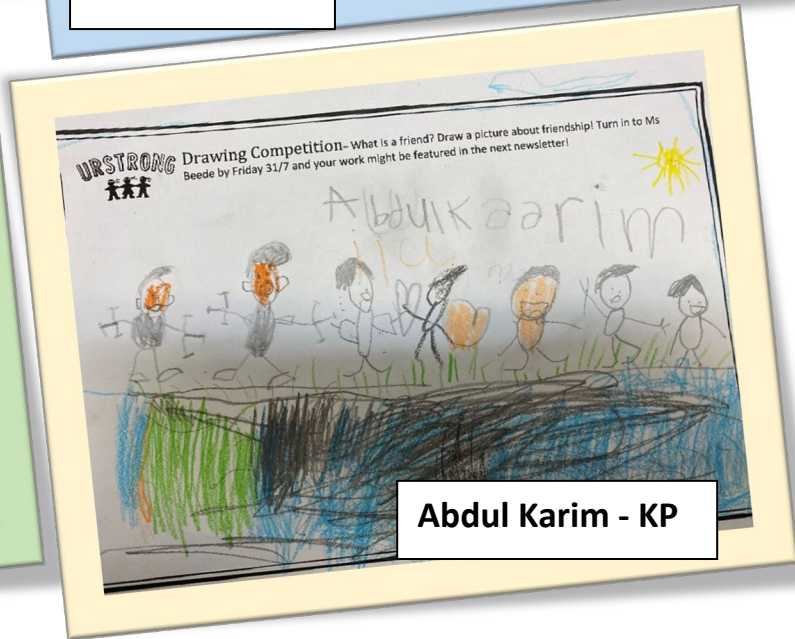 URSTRONG
Drawing Competition- What is a friend? Draw a picture about friendship! Turn in to Ms
Beede by Friday 31/7 and your work might be featured in the next newsletter!
Albdulkaarim
Abdul Karim - KP